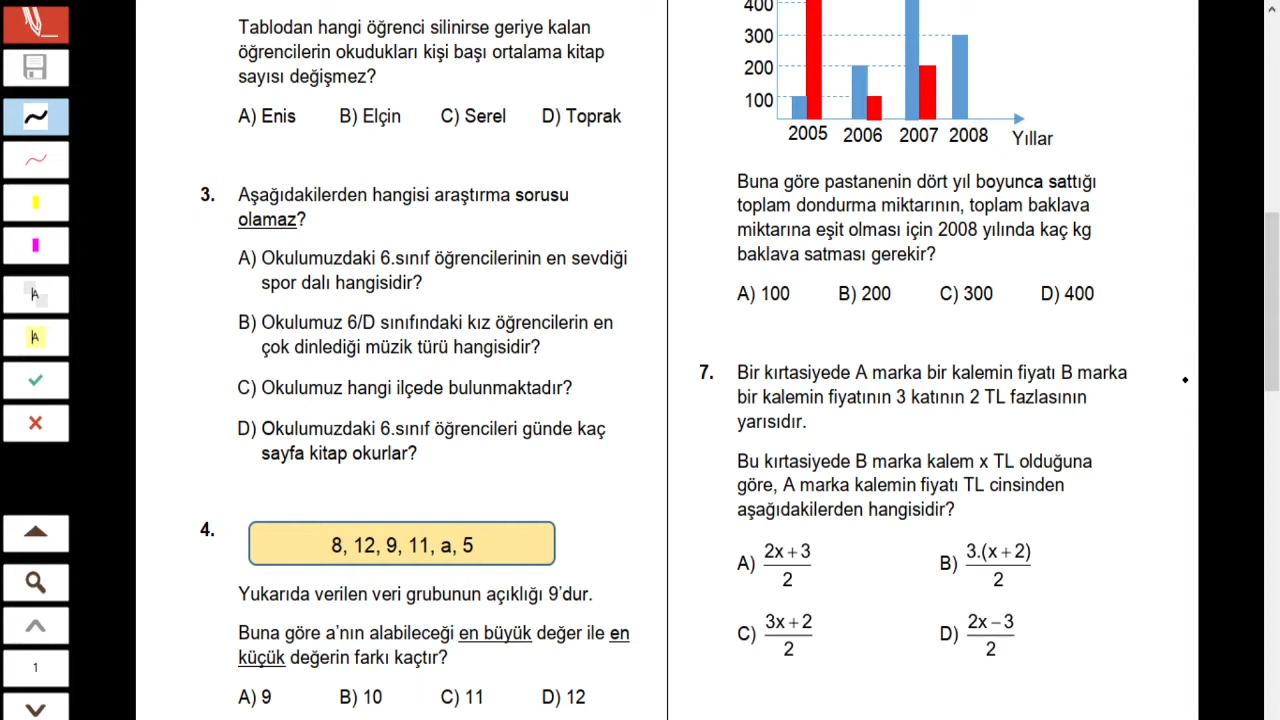 Tablodan hangi öğrenci silinirse geriye kalan
öğrencilerin okudukları kişi başı ortalama kitap
sayısı değişmez?
A) Enis B) Elçin C) Serel D) Toprak
3. Aşağıdakilerden hangisi araştırma sorusu
olamaz?
A) Okulumuzdaki 6.sınıf öğrencilerinin en sevdiği
spor dalı hangisidir?
B) Okulumuz 6/D sınıfındaki kız öğrencilerin en
çok dinlediği müzik türü hangisidir?
C) Okulumuz hangi ilçede bulunmaktadır?
D) Okulumuzdaki 6.sınıf öğrencileri günde kaç
sayfa kitap okurlar?
4.
8, 12, 9, 11, a, 5
Yukarıda verilen veri grubunun açıklığı 9’dur.
Buna göre a’nın alabileceği en büyük değer ile en
küçük değerin farkı kaçtır?
A) 9 B) 10 C) 11 D) 12
400
300
200
100
2005 2006 2007 2008 Yıllar
Buna göre pastanenin dört yıl boyunca sattığı
toplam dondurma miktarının, toplam baklava
miktarına eşit olması için 2008 yılında kaç kg
baklava satması gerekir?
A) 100 B) 200 C) 300 D) 400
7. Bir kırtasiyede A marka bir kalemin fiyatı B marka
bir kalemin fiyatının 3 katının 2 TL fazlasının
yarısıdır.
Bu kırtasiyede B marka kalem x TL olduğuna
göre, A marka kalemin fiyatı TL cinsinden
aşağıdakilerden hangisidir?
A) 2x + 3 / 2 B) 3.(x + 2) / 2
C) 3x + 2 / 2 D) 2x − 3 / 2
A
A
1